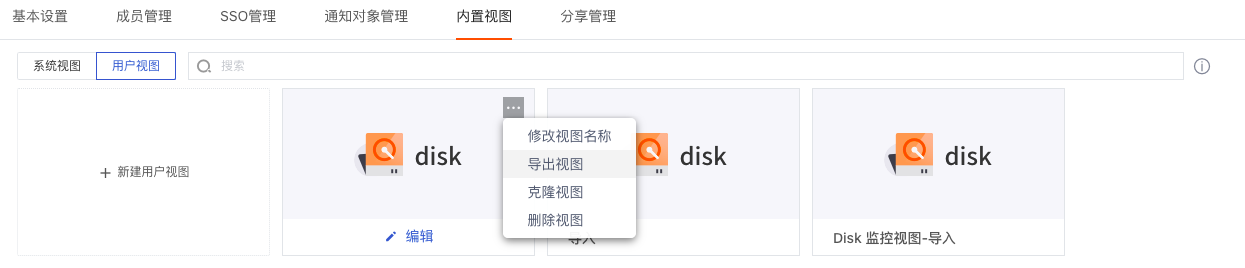 基本设置 成员管理 SSO管理 通知对象管理 内置视图 分享管理
系统视图 用户视图 搜索
新建用户视图
disk
编辑
修改视图名称
导出视图
克隆视图
删除视图
disk
导入
disk
Disk 监控视图-导入